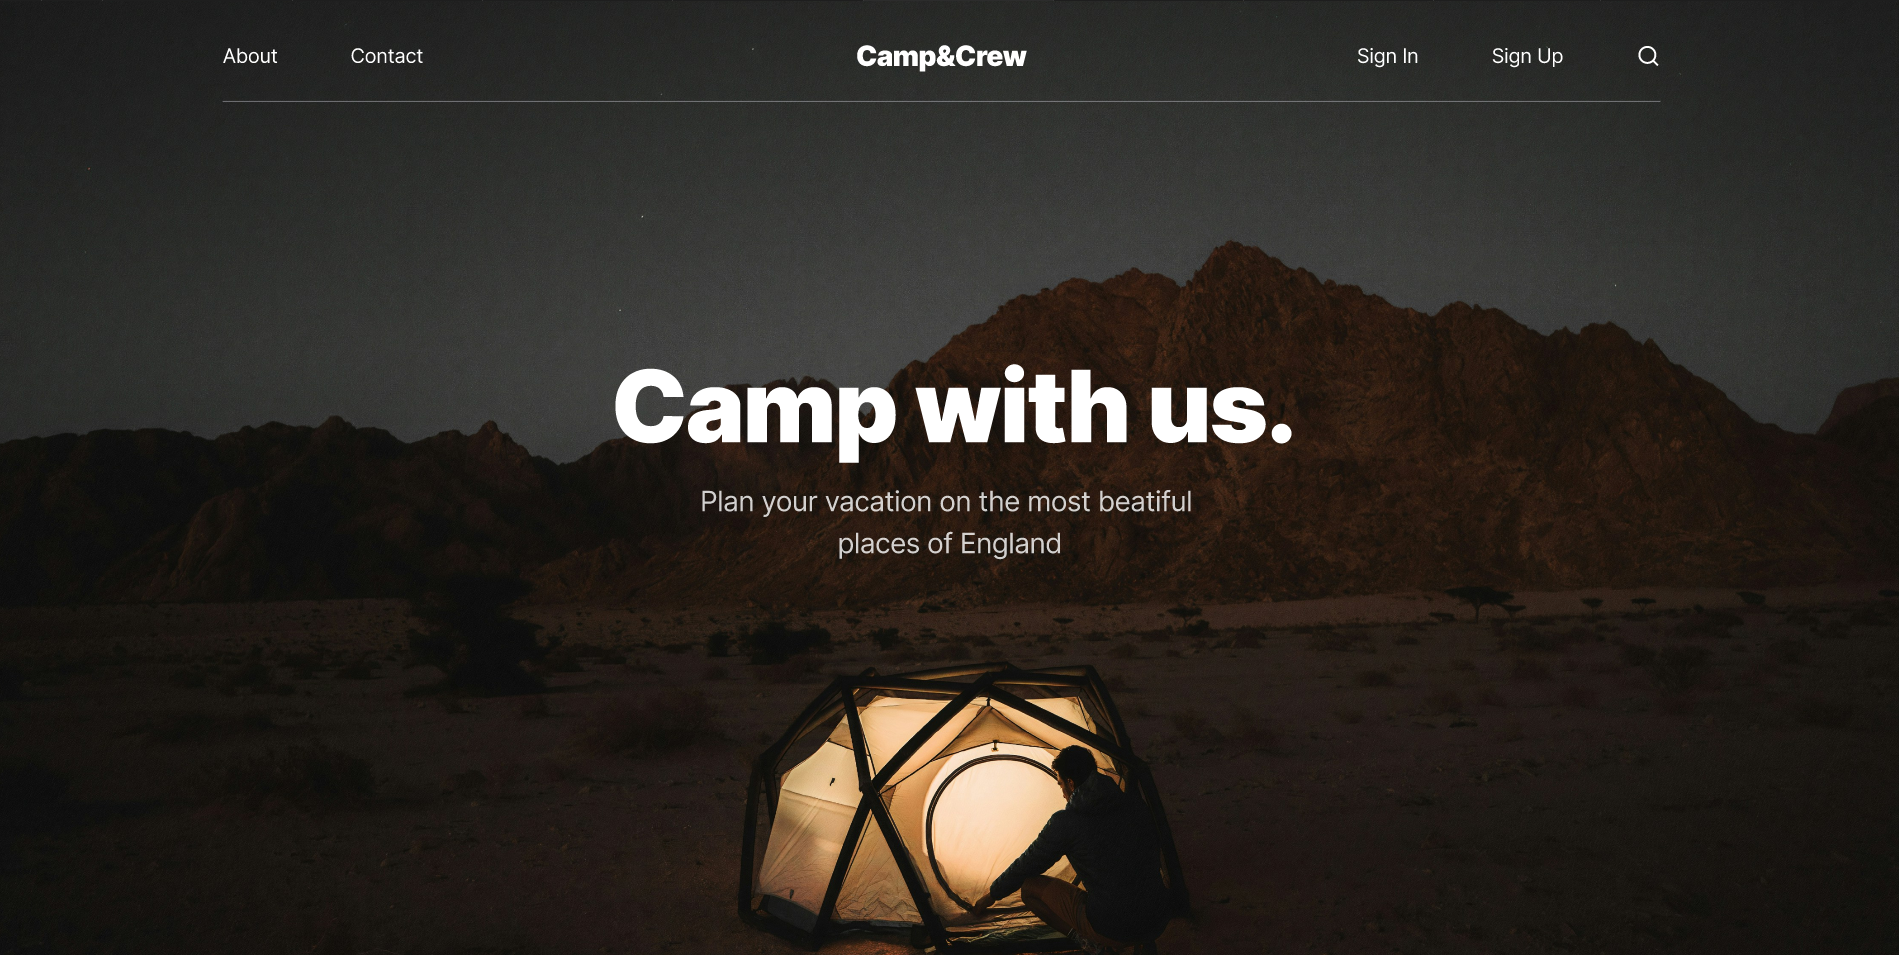 About
Contact
Camp&Crew
Sign In
Sign Up
Camp with us.
Plan your vacation on the most beatiful
places of England